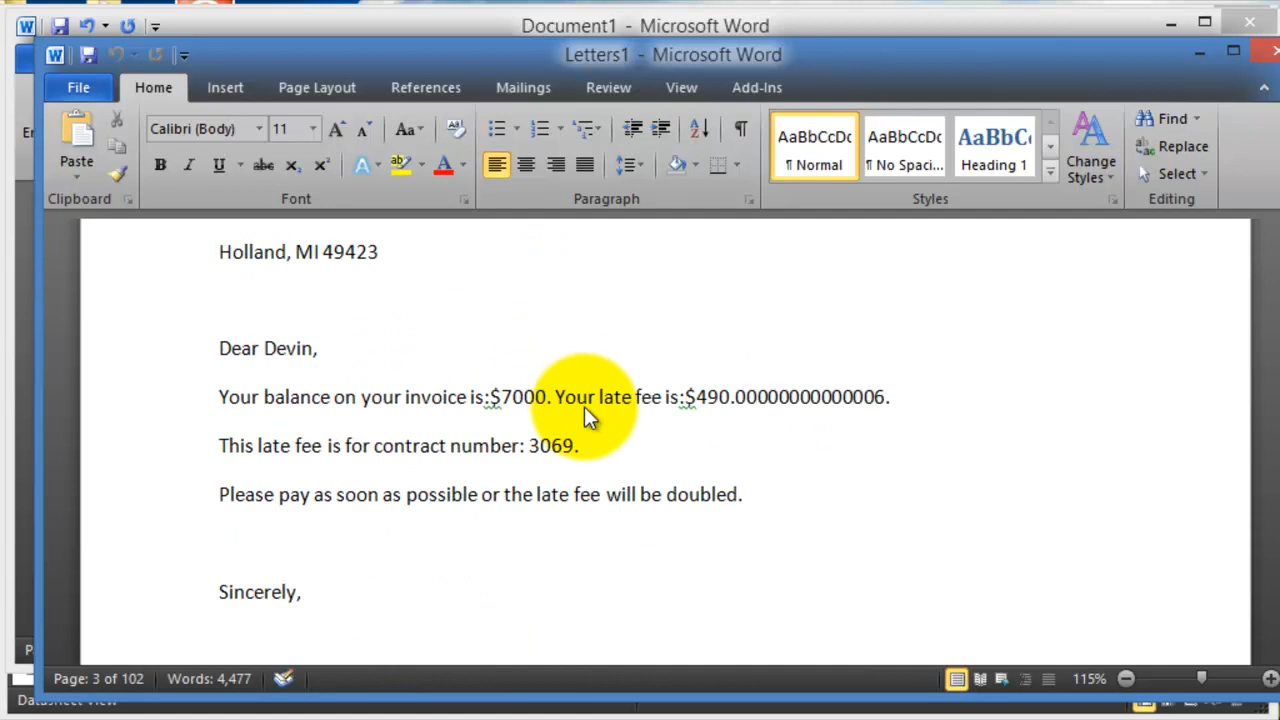 Document1 - Microsoft Word
Letters1 - Microsoft Word
File Home Insert Page Layout References Mailings Review View Add-Ins
Calibri (Body) 11 Aa
Paste
Clipboard Font Paragraph
AaBbCcDc AaBbCcDc AaBbC
¶ Normal ¶ No Spaci... Heading 1
Change Styles
Styles
Find
Replace
Select
Editing
Holland, MI 49423
Dear Devin,
Your balance on your invoice is:$7000. Your late fee is:$490.00000000000006.
This late fee is for contract number: 3069.
Please pay as soon as possible or the late fee will be doubled.
Sincerely,
Page: 3 of 102 Words: 4,477 115%
Datasheet View